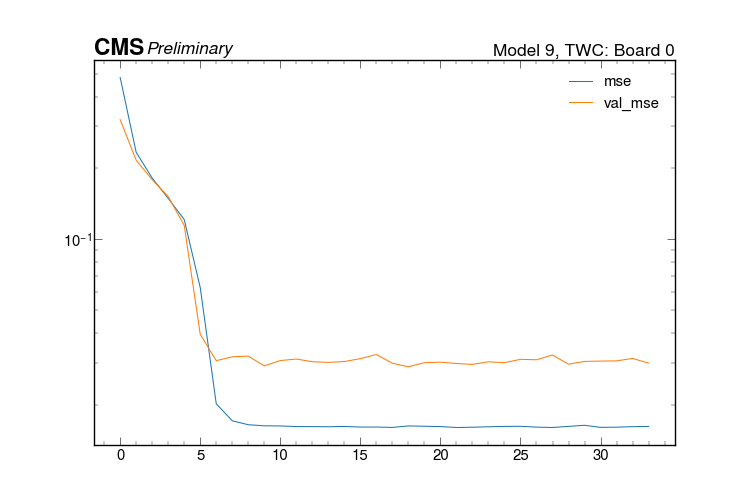 CMS Preliminary
Model 9, TWC: Board 0
mse
val_mse
10⁻¹
0 5 10 15 20 25 30